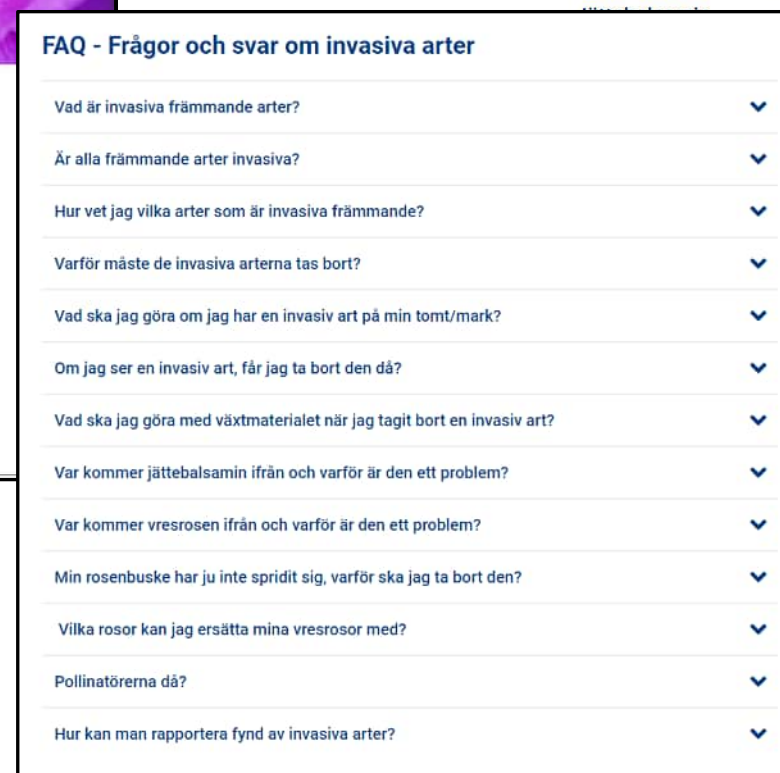 FAQ - Frågor och svar om invasiva arter
Vad är invasiva främmande arter?
Är alla främmande arter invasiva?
Hur vet jag vilka arter som är invasiva främmande?
Varför måste de invasiva arterna tas bort?
Vad ska jag göra om jag har en invasiv art på min tomt/mark?
Om jag ser en invasiv art, får jag ta bort den då?
Vad ska jag göra med växtmaterialet när jag tagit bort en invasiv art?
Var kommer jättebalsamin ifrån och varför är den ett problem?
Var kommer vresrosen ifrån och varför är den ett problem?
Min rosenbuske har ju inte spridit sig, varför ska jag ta bort den?
Vilka rosor kan jag ersätta mina vresrosor med?
Pollinatörerna då?
Hur kan man rapportera fynd av invasiva arter?